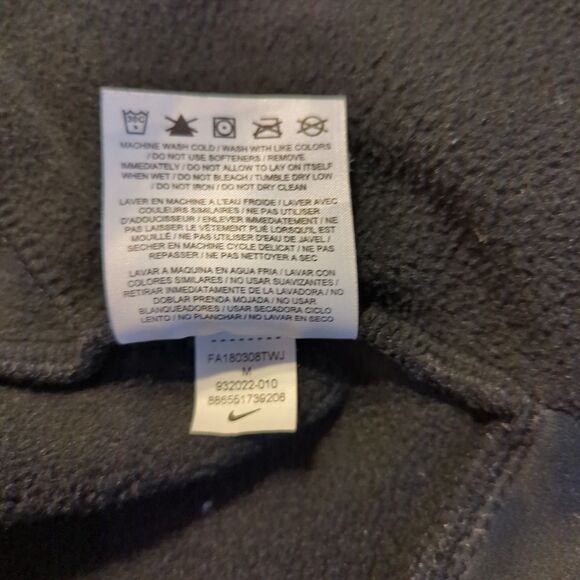 30C
MACHINE WASH COLD / WASH WITH LIKE COLORS
/ DO NOT USE SOFTENERS / REMOVE
IMMEDIATELY / DO NOT ALLOW TO LAY ON ITSELF
WHEN WET / DO NOT BLEACH / TUMBLE DRY LOW
/ DO NOT IRON / DO NOT DRY CLEAN
LAVER EN MACHINE A L'EAU FROIDE / LAVER AVEC
COULEURS SIMILAIRES / NE PAS UTILISER
D'ADOUCISSEUR / ENLEVER IMMEDIATEMENT / NE
PAS LAISSER LE VÊTEMENT PLIÉ LORSQU'IL EST
MOUILLÉ / NE PAS UTILISER D'EAU DE JAVEL /
SECHER EN MACHINE CYCLE DELICAT / NE PAS
REPASSER / NE PAS NETTOYER A SEC
LAVAR A MAQUINA EN AGUA FRIA / LAVAR CON
COLORES SIMILARES / NO USAR SUAVIZANTES /
RETIRAR INMEDIATAMENTE DE LA LAVADORA / NO
DOBLAR PRENDA MOJADA / NO USAR
BLANQUEADORES / USAR SECADORA CICLO
LENTO / NO PLANCHAR / NO LAVAR EN SECO
FA180308TWJ
M
932022-010
886551739206